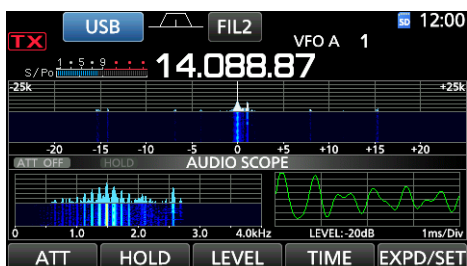 TX
USB
FIL2
SD
12:00
VFO A 1
S/Po 1 • 5 • 9 • • •
14.088.87
-25k +25k
-20 -15 -10 -5 0 +5 +10 +15 +20
ATT OFF HOLD AUDIO SCOPE
0 1.0 2.0 3.0 4.0kHz LEVEL:-20dB 1ms/Div
ATT HOLD LEVEL TIME EXPD/SET